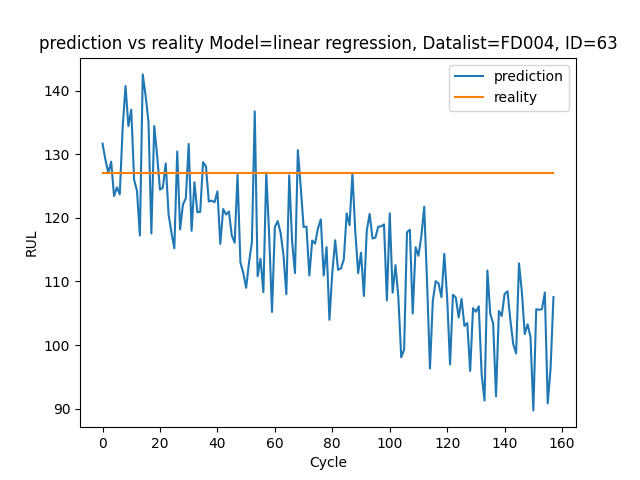 prediction vs reality Model=linear regression, Datalist=FD004, ID=63
prediction
reality
140
130
120
110
100
90
RUL
0 20 40 60 80 100 120 140 160
Cycle